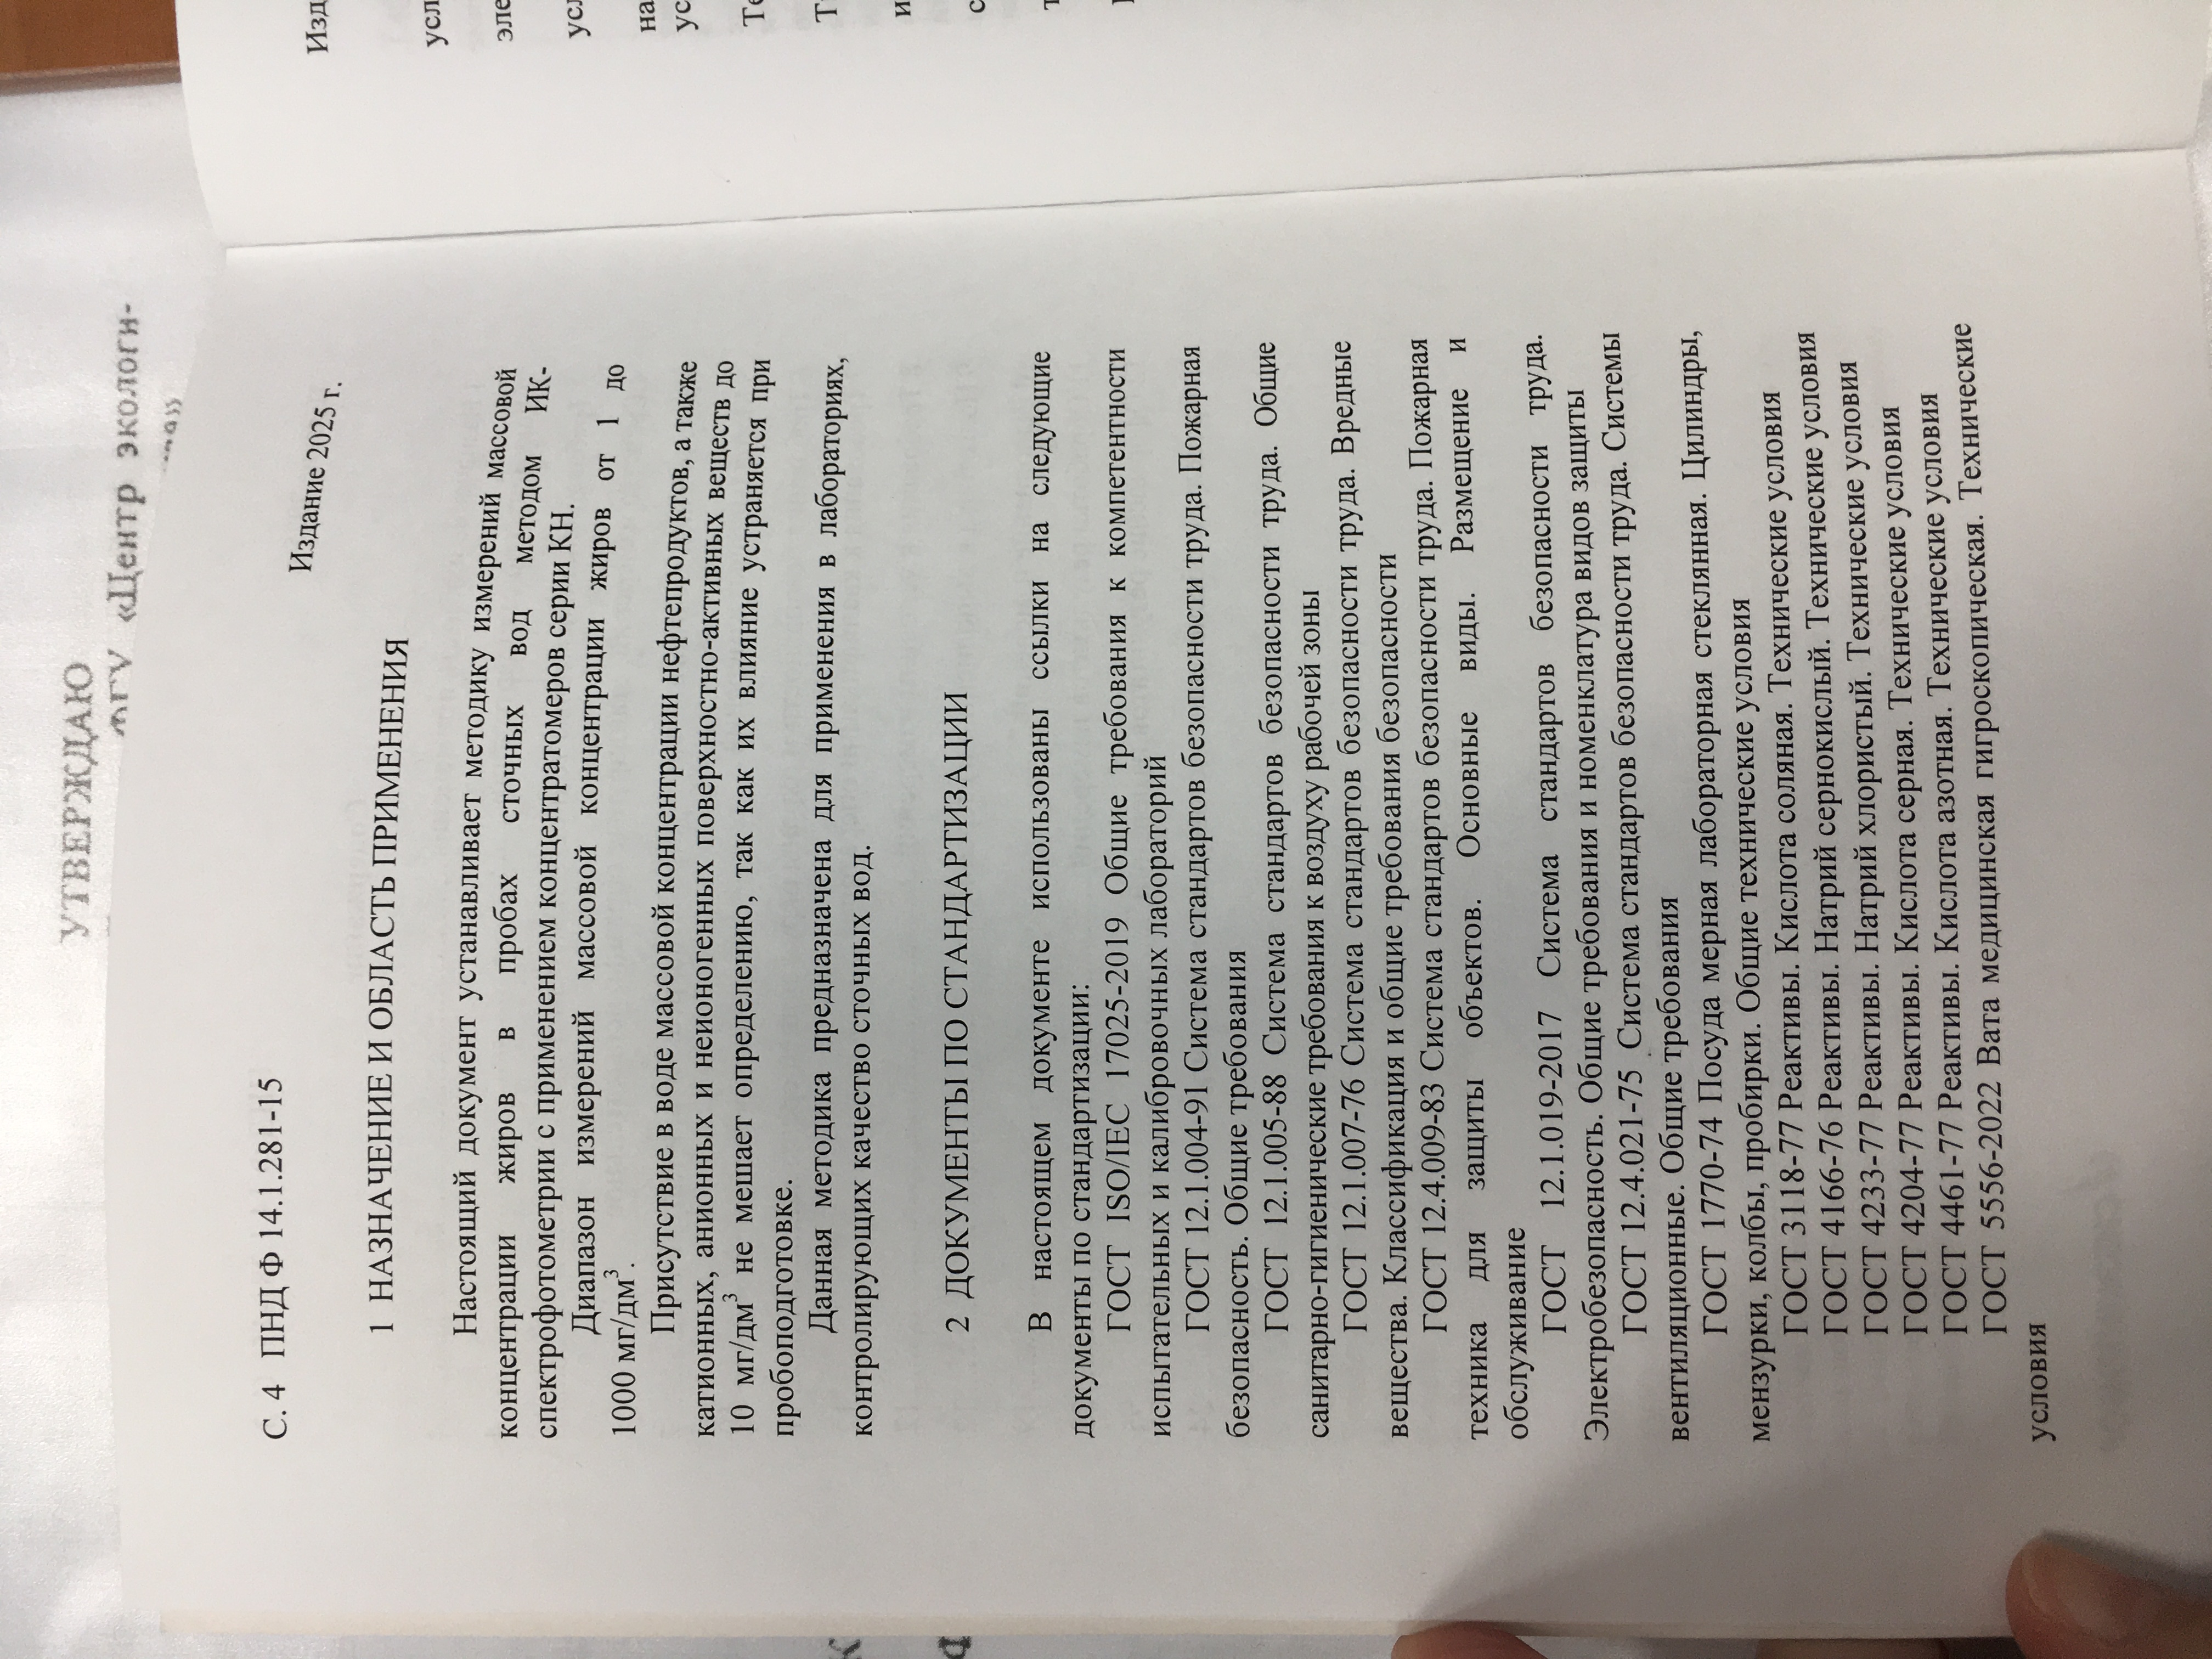 УТВЕРЖДАЮ
ФГУ «Центр экологи-
С. 4 ПНД Ф 14.1.281-15
Издание 2025 г.
1 НАЗНАЧЕНИЕ И ОБЛАСТЬ ПРИМЕНЕНИЯ
Настоящий документ устанавливает методику измерений массовой
концентрации жиров в пробах сточных вод методом ИК-
спектрофотометрии с применением концентратомеров серии КН.
Диапазон измерений массовой концентрации жиров от 1 до
1000 мг/дм³.
Присутствие в воде массовой концентрации нефтепродуктов, а также
катионных, анионных и неионогенных поверхностно-активных веществ до
10 мг/дм³ не мешает определению, так как их влияние устраняется при
пробоподготовке.
Данная методика предназначена для применения в лабораториях,
контролирующих качество сточных вод.
2 ДОКУМЕНТЫ ПО СТАНДАРТИЗАЦИИ
В настоящем документе использованы ссылки на следующие
документы по стандартизации:
ГОСТ ISO/IEC 17025-2019 Общие требования к компетентности
испытательных и калибровочных лабораторий
ГОСТ 12.1.004-91 Система стандартов безопасности труда. Пожарная
безопасность. Общие требования
ГОСТ 12.1.005-88 Система стандартов безопасности труда. Общие
санитарно-гигиенические требования к воздуху рабочей зоны
ГОСТ 12.1.007-76 Система стандартов безопасности труда. Вредные
вещества. Классификация и общие требования безопасности
ГОСТ 12.4.009-83 Система стандартов безопасности труда. Пожарная
техника для защиты объектов. Основные виды. Размещение и
обслуживание
ГОСТ 12.1.019-2017 Система стандартов безопасности труда.
Электробезопасность. Общие требования и номенклатура видов защиты
ГОСТ 12.4.021-75 Система стандартов безопасности труда. Системы
вентиляционные. Общие требования
ГОСТ 1770-74 Посуда мерная лабораторная стеклянная. Цилиндры,
мензурки, колбы, пробирки. Общие технические условия
ГОСТ 3118-77 Реактивы. Кислота соляная. Технические условия
ГОСТ 4166-76 Реактивы. Натрий сернокислый. Технические условия
ГОСТ 4233-77 Реактивы. Натрий хлористый. Технические условия
ГОСТ 4204-77 Реактивы. Кислота серная. Технические условия
ГОСТ 4461-77 Реактивы. Кислота азотная. Технические условия
ГОСТ 5556-2022 Вата медицинская гигроскопическая. Технические
условия